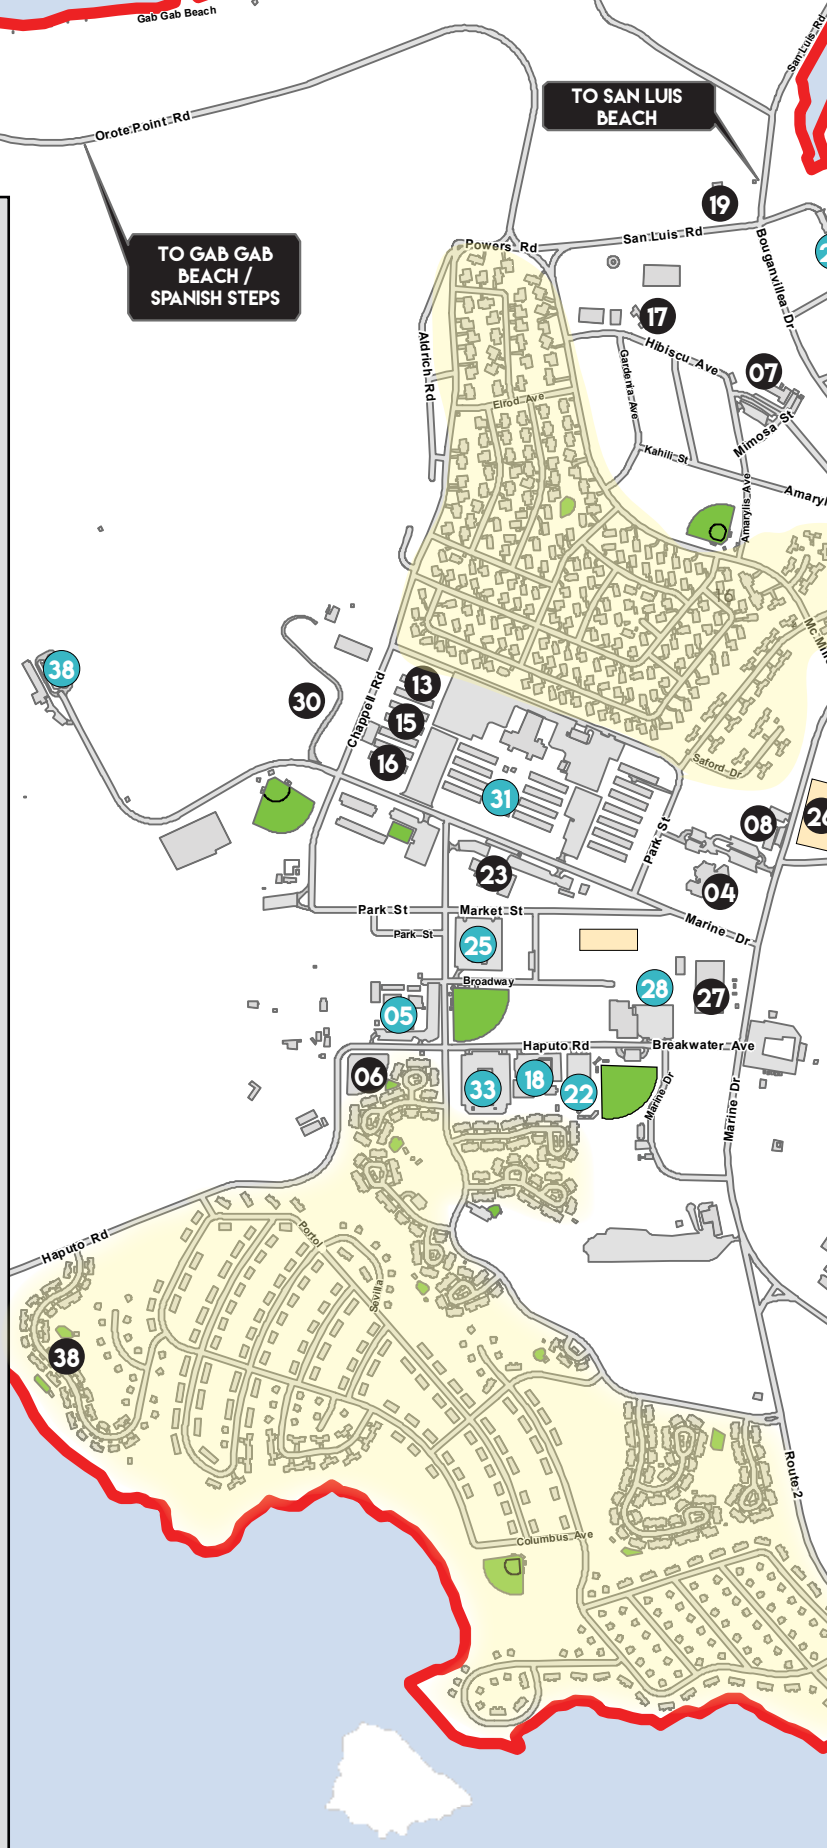 Gab Gab Beach
San Luis Rd
TO SAN LUIS
BEACH
Orote Point Rd
19
TO GAB GAB
BEACH /
SPANISH STEPS
Powers Rd
San Luis Rd
Bouganvillea Dr
17
Aldrich Rd
Hibiscu Ave
07
Gardenia Ave
Elrod Ave
Mimosa St
Kahili St
Amaryl
Amaryllis Ave
16
Mc Mil
38
13
30
Chappell Rd
15
16
Saford Dr
31
08
26
Park St
23
04
Park St
Market St
Marine Dr
Park St
25
Broadway
28
27
05
Haputo Rd
Breakwater Ave
06
33
18
22
Marine Dr
Marine Dr
Haputo Rd
Portol
Sevilla
38
Route 2
Columbus Ave